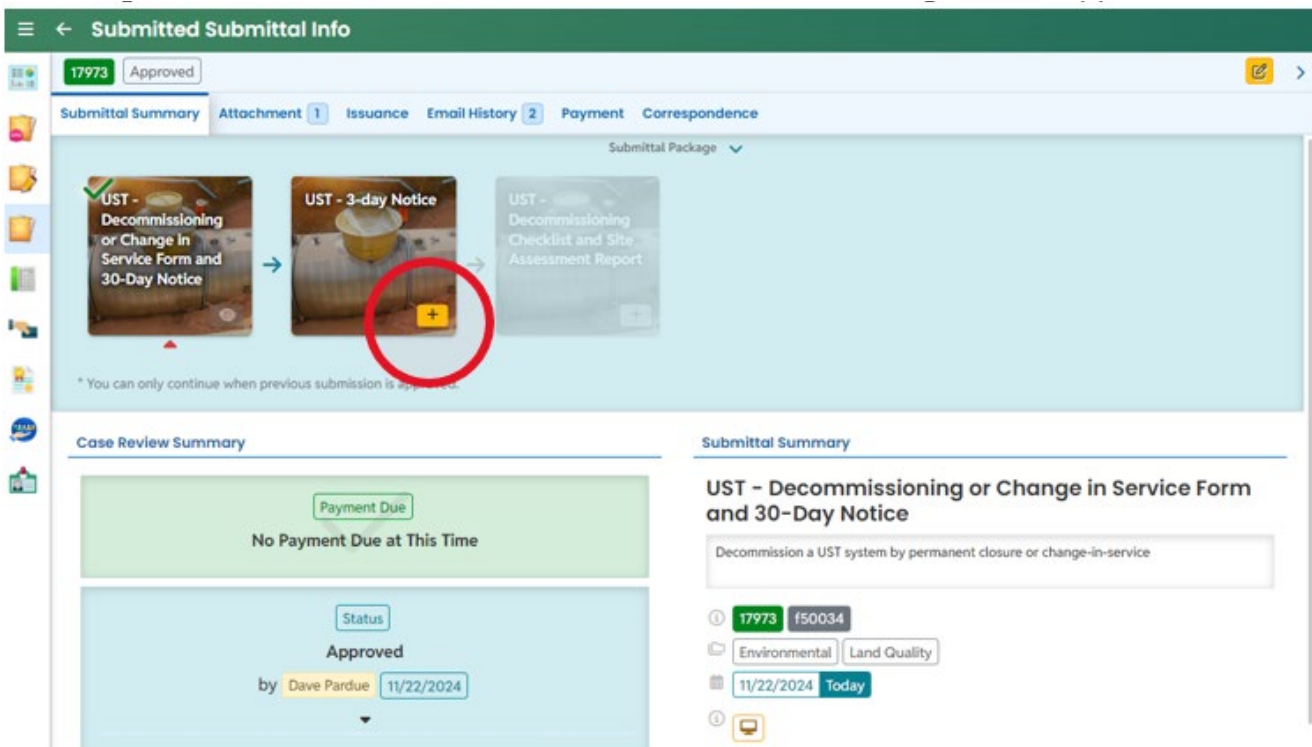 Submitted Submittal Info
17973 Approved
Submittal Summary Attachment 1 Issuance Email History 2 Payment Correspondence
Submittal Package
UST -
Decommissioning
or Change in
Service Form and
30-Day Notice
UST - 3-day Notice
UST -
Decommissioning
Checklist and Site
Assessment Report
* You can only continue when previous submission is approved.
Case Review Summary
Payment Due
No Payment Due at This Time
Status
Approved
by Dave Pardue 11/22/2024
Submittal Summary
UST - Decommissioning or Change in Service Form
and 30-Day Notice
Decommission a UST system by permanent closure or change-in-service
17973 f50034
Environmental Land Quality
11/22/2024 Today